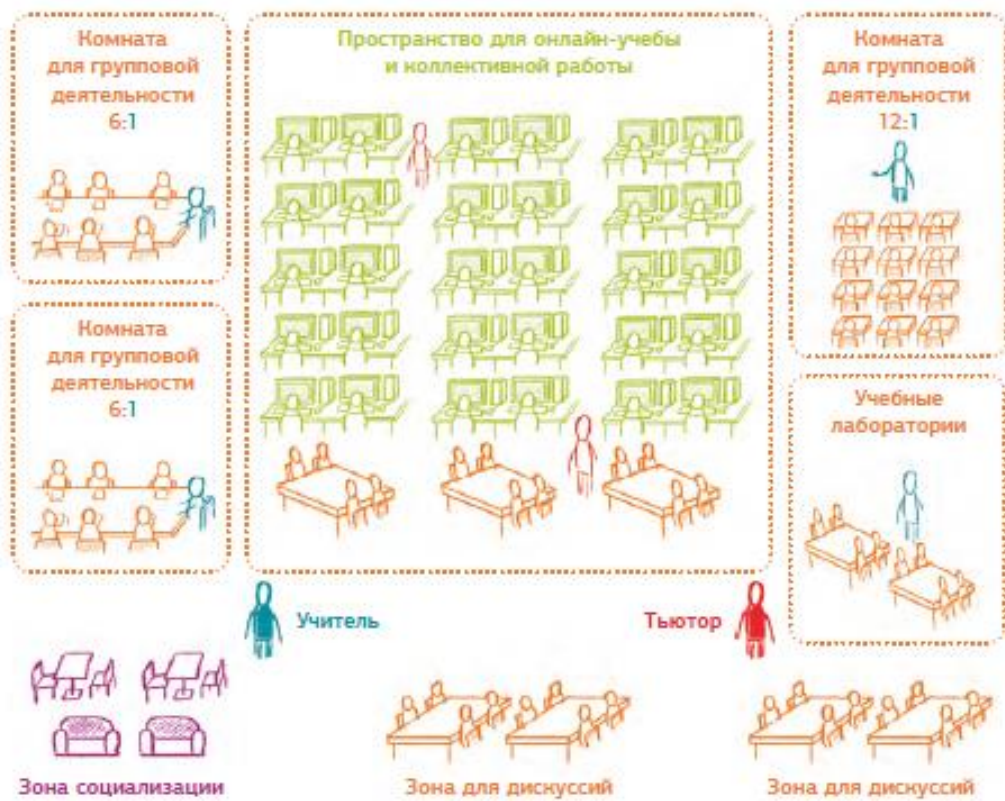 Комната
для групповой
деятельности
6:1
Пространство для онлайн-учебы
и коллективной работы
Комната
для групповой
деятельности
12:1
Комната
для групповой
деятельности
6:1
Учебные
лаборатории
Учитель
Тьютор
Зона социализации
Зона для дискуссий
Зона для дискуссий